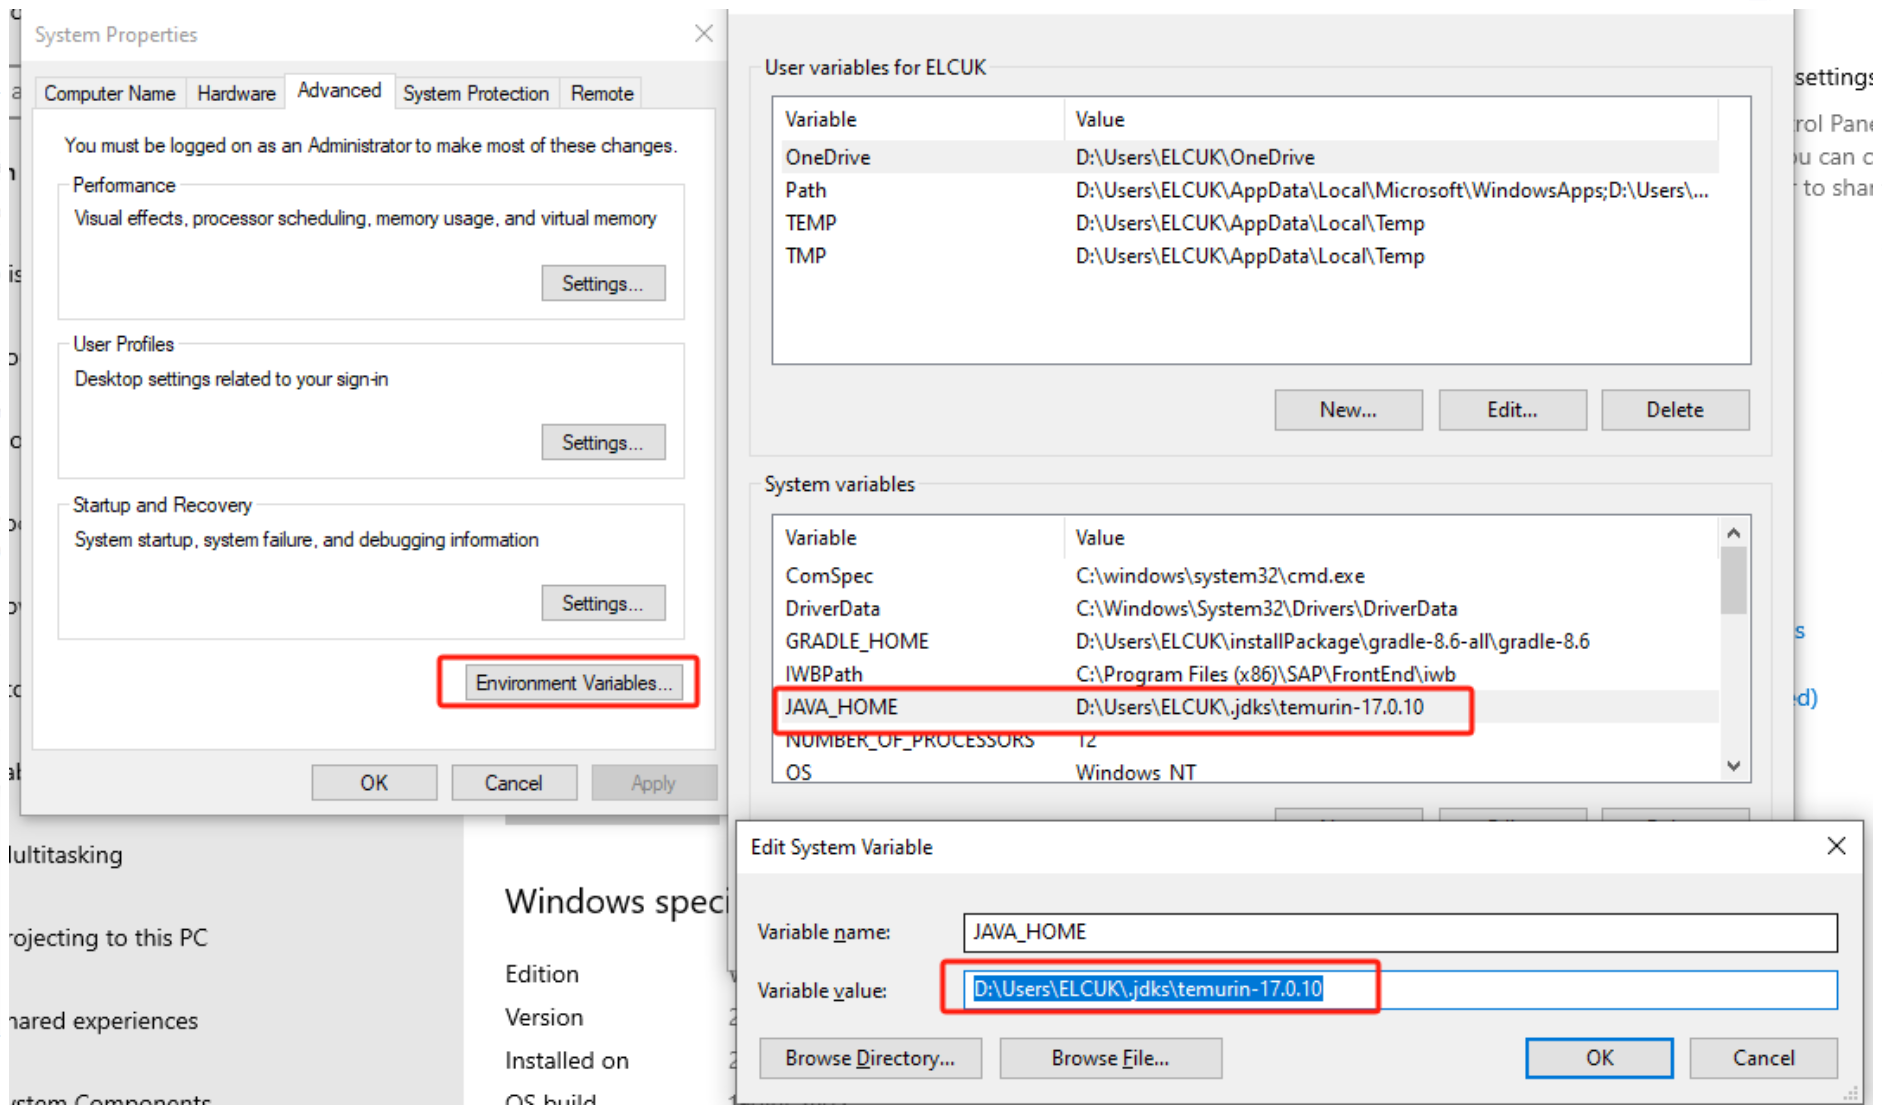 System Properties
Computer Name Hardware Advanced System Protection Remote
You must be logged on as an Administrator to make most of these changes.
Performance
Visual effects, processor scheduling, memory usage, and virtual memory
Settings...
User Profiles
Desktop settings related to your sign-in
Settings...
Startup and Recovery
System startup, system failure, and debugging information
Settings...
Environment Variables...
OK Cancel Apply
User variables for ELCUK
Variable Value
OneDrive D:\Users\ELCUK\OneDrive
Path D:\Users\ELCUK\AppData\Local\Microsoft\WindowsApps;D:\Users\...
TEMP D:\Users\ELCUK\AppData\Local\Temp
TMP D:\Users\ELCUK\AppData\Local\Temp
New... Edit... Delete
System variables
Variable Value
ComSpec C:\windows\system32\cmd.exe
DriverData C:\Windows\System32\Drivers\DriverData
GRADLE_HOME D:\Users\ELCUK\installPackage\gradle-8.6-all\gradle-8.6
IWBPath C:\Program Files (x86)\SAP\FrontEnd\iwb
JAVA_HOME D:\Users\ELCUK\.jdks\temurin-17.0.10
NUMBER_OF_PROCESSORS 12
OS Windows_NT
settings
rol Pane
ou can c
to shar
s
ed)
ultitasking
rojecting to this PC
hared experiences
ystem Components
Windows speci
Edition
Version
Installed on
OS build
Edit System Variable
Variable name: JAVA_HOME
Variable value: D:\Users\ELCUK\.jdks\temurin-17.0.10
Browse Directory... Browse File... OK Cancel